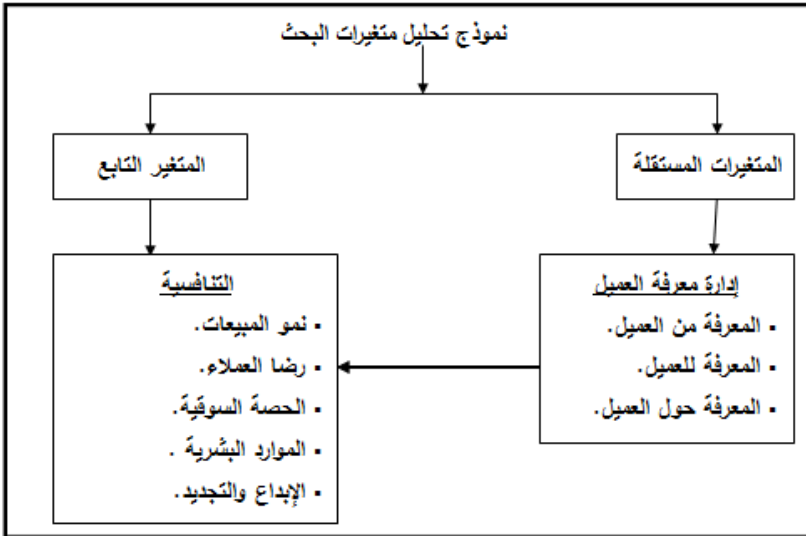 نموذج تحليل متغيرات البحث
المتغيرات المستقلة
المتغير التابع
إدارة معرفة العميل
▪ المعرفة من العميل.
▪ المعرفة للعميل.
▪ المعرفة حول العميل.
التنافسية
▪ نمو المبيعات.
▪ رضا العملاء.
▪ الحصة السوقية.
▪ الموارد البشرية .
▪ الإبداع والتجديد.